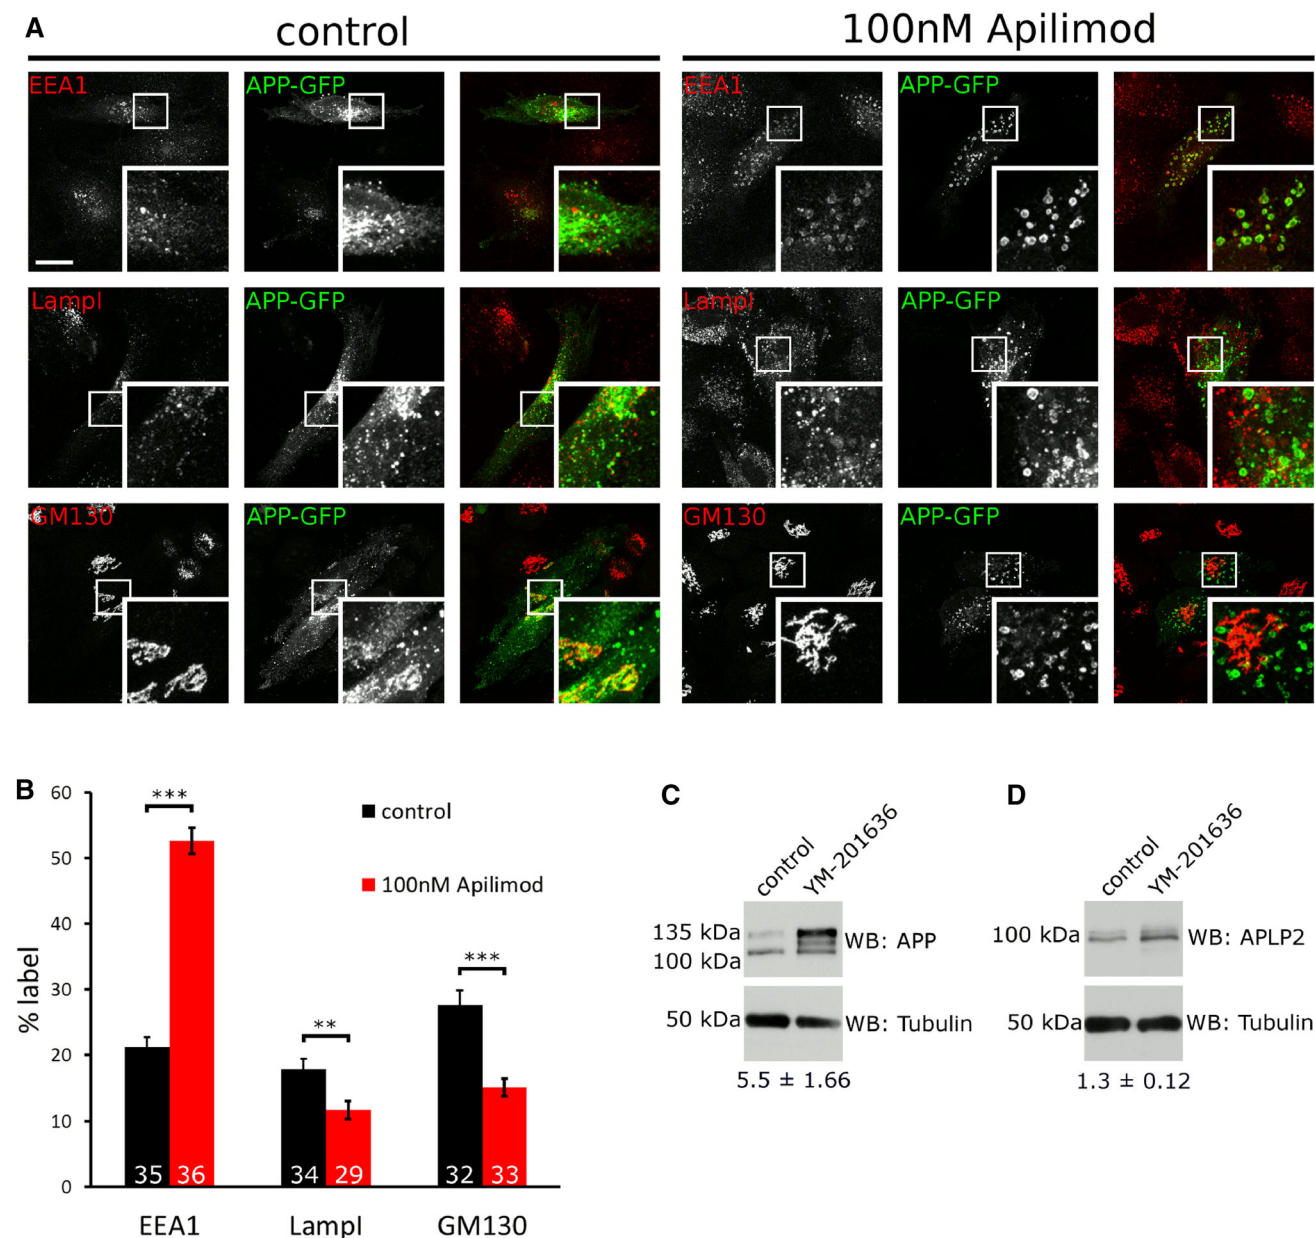 A
control
100nM Apilimod
EEA1
APP-GFP
EEA1
APP-GFP
LampI
APP-GFP
LampI
APP-GFP
GM130
APP-GFP
GM130
APP-GFP
B
60
50
40
30
20
10
0
% label
***
**
***
control
100nM Apilimod
35
36
34
29
32
33
EEA1
LampI
GM130
C
control
YM-201636
135 kDa
100 kDa
WB: APP
50 kDa
WB: Tubulin
5.5 ± 1.66
D
control
YM-201636
100 kDa
WB: APLP2
50 kDa
WB: Tubulin
1.3 ± 0.12